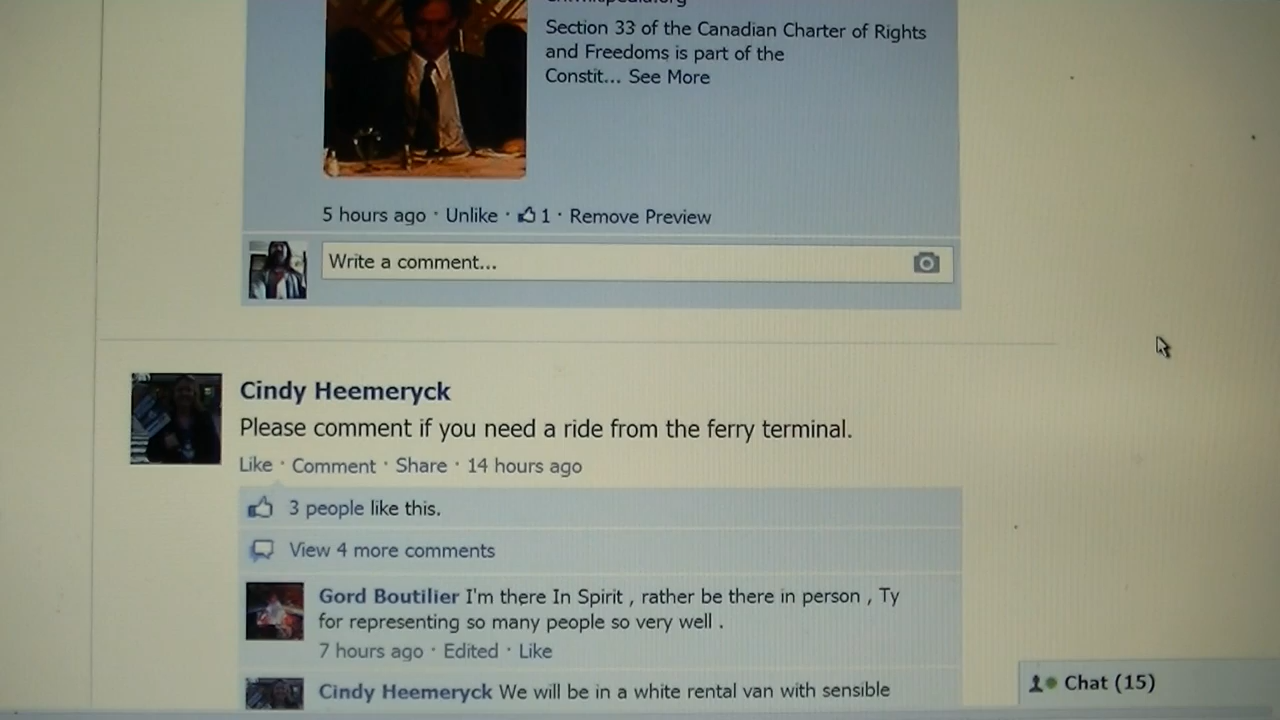 en.wikipedia.org
Section 33 of the Canadian Charter of Rights
and Freedoms is part of the
Constit... See More
5 hours ago · Unlike · 1 · Remove Preview
Write a comment...
Cindy Heemeryck
Please comment if you need a ride from the ferry terminal.
Like · Comment · Share · 14 hours ago
3 people like this.
View 4 more comments
Gord Boutilier I'm there In Spirit , rather be there in person , Ty
for representing so many people so very well .
7 hours ago · Edited · Like
Cindy Heemeryck We will be in a white rental van with sensible
Chat (15)